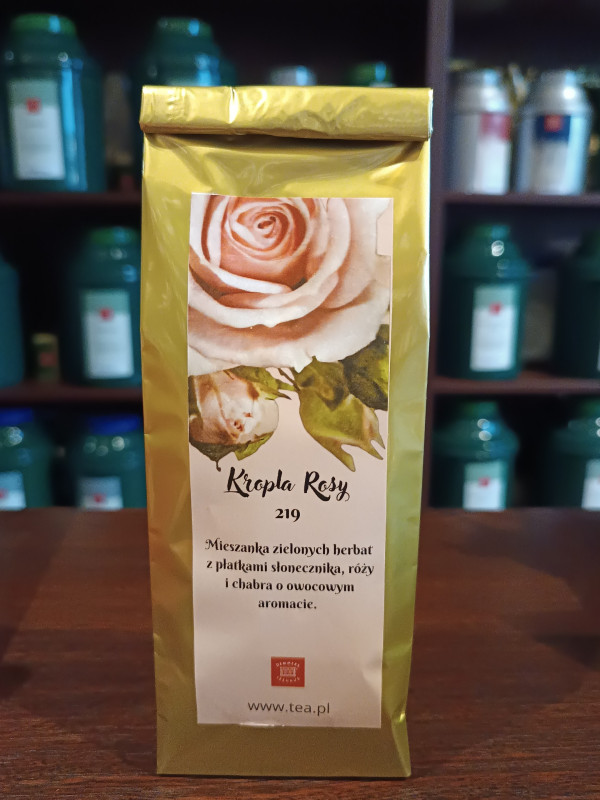 Kropla Rosy
219
Mieszanka zielonych herbat
z płatkami słonecznika, róży
i chabra o owocowym
aromacie.
www.tea.pl